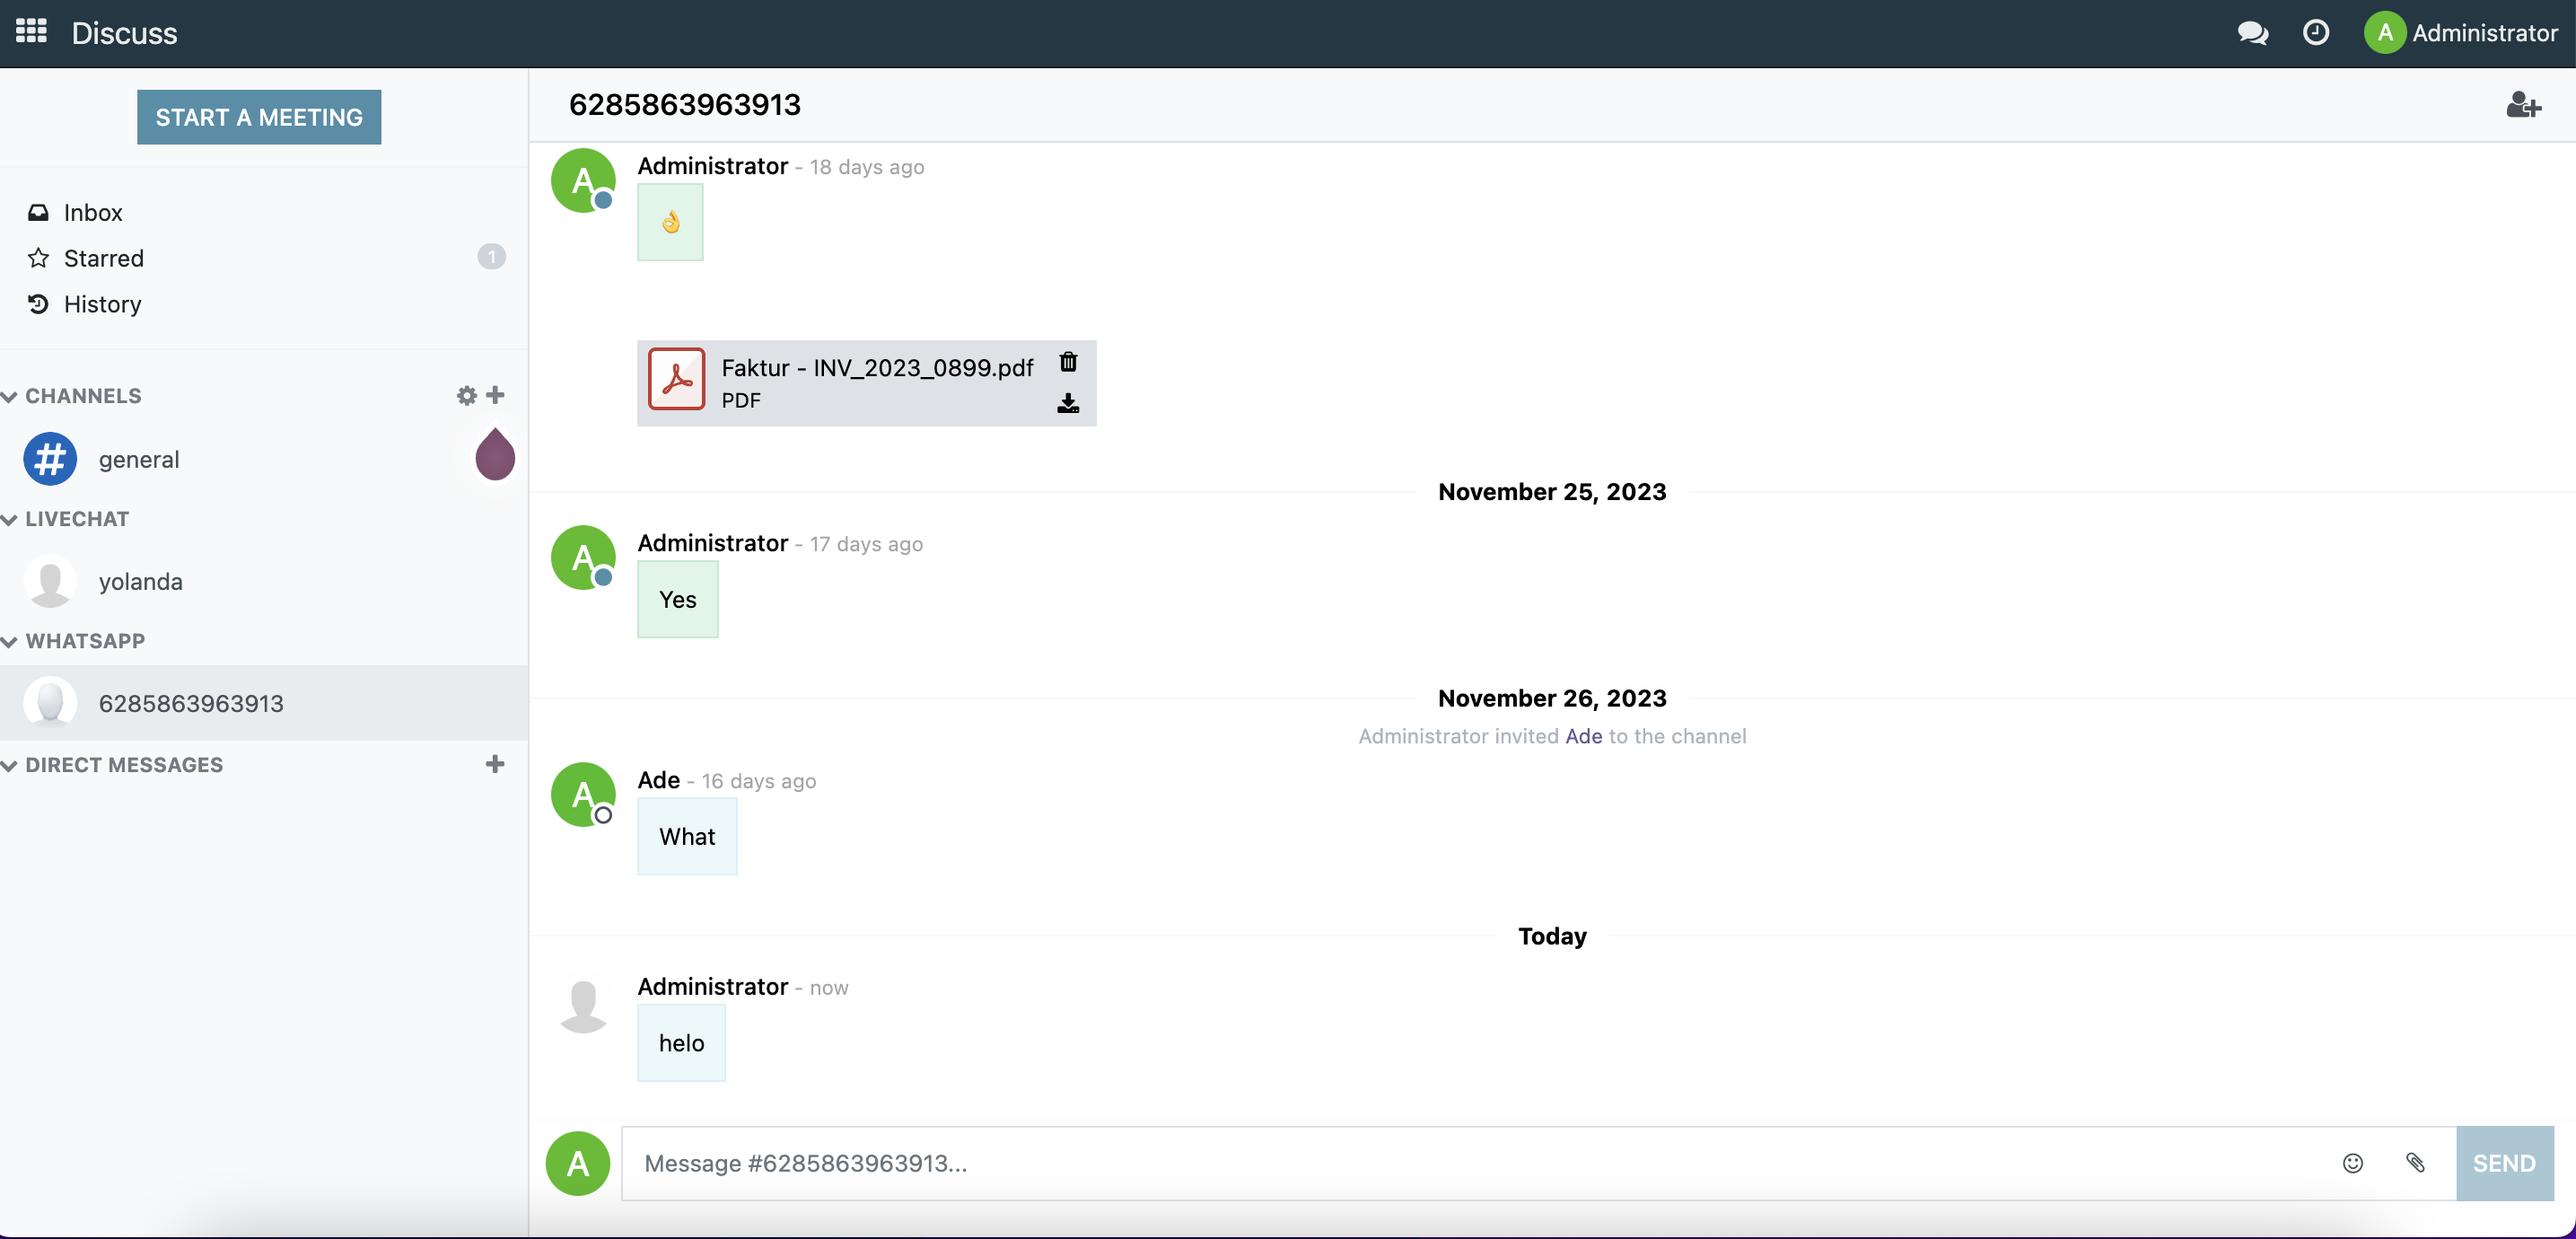 Discuss
A Administrator
START A MEETING
Inbox
Starred 1
History
CHANNELS
# general
LIVECHAT
yolanda
WHATSAPP
6285863963913
DIRECT MESSAGES
6285863963913
A Administrator - 18 days ago
👌
Faktur - INV_2023_0899.pdf
PDF
November 25, 2023
A Administrator - 17 days ago
Yes
November 26, 2023
Administrator invited Ade to the channel
A Ade - 16 days ago
What
Today
Administrator - now
helo
A Message #6285863963913... SEND